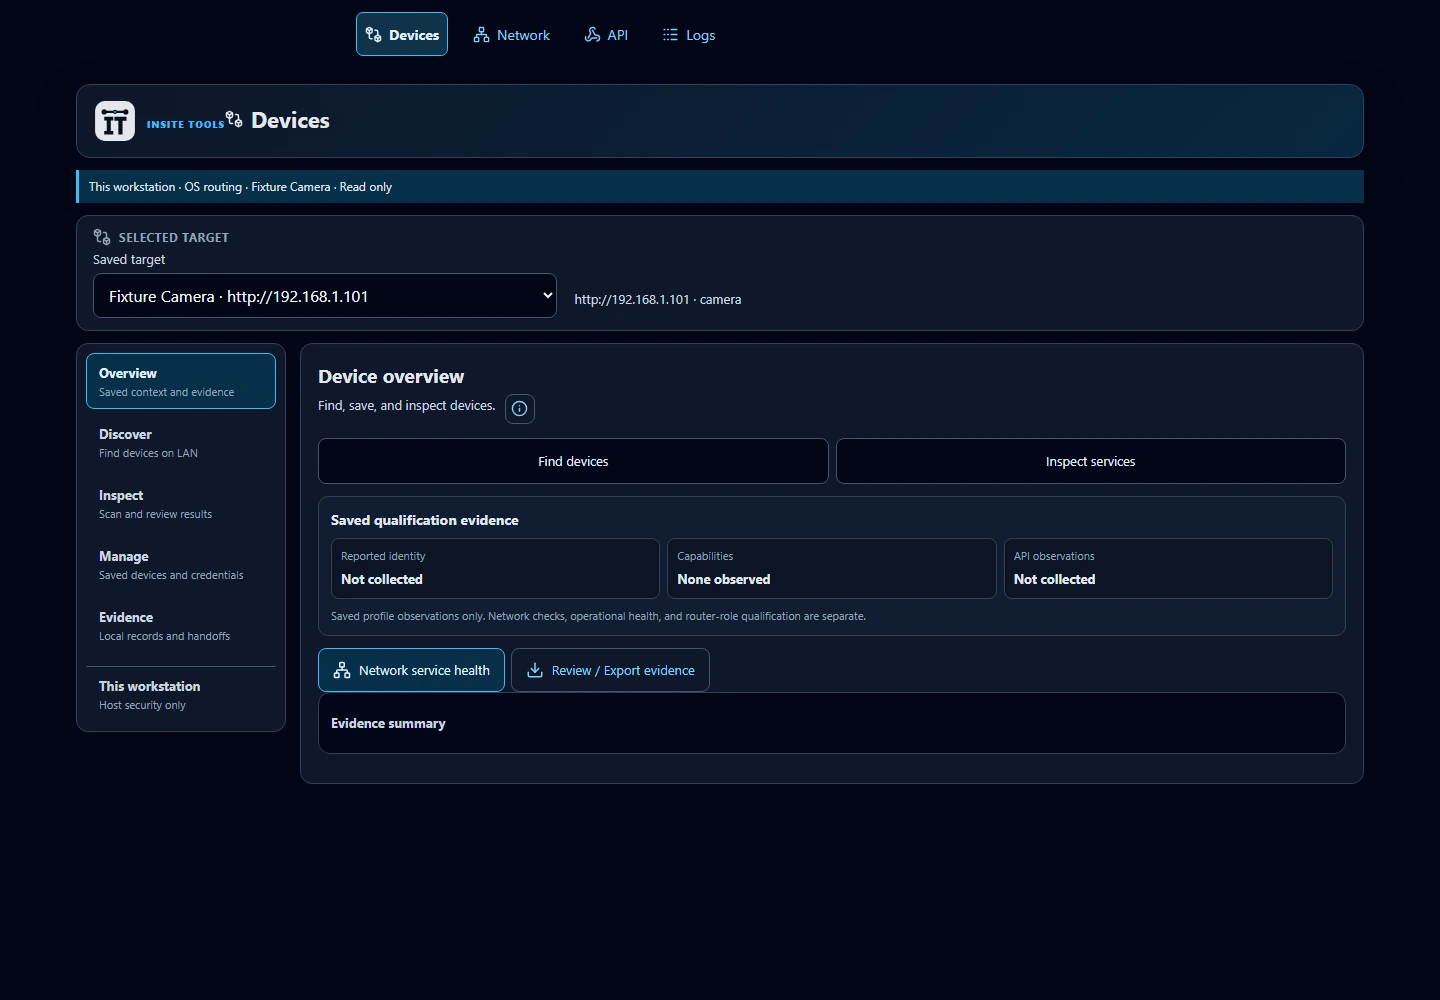 Devices
Network
API
Logs
IT
INSITE TOOLS Devices
This workstation · OS routing · Fixture Camera · Read only
SELECTED TARGET
Saved target
Fixture Camera · http://192.168.1.101
http://192.168.1.101 · camera
Overview
Saved context and evidence
Discover
Find devices on LAN
Inspect
Scan and review results
Manage
Saved devices and credentials
Evidence
Local records and handoffs
This workstation
Host security only
Device overview
Find, save, and inspect devices.
Find devices
Inspect services
Saved qualification evidence
Reported identity
Not collected
Capabilities
None observed
API observations
Not collected
Saved profile observations only. Network checks, operational health, and router-role qualification are separate.
Network service health
Review / Export evidence
Evidence summary